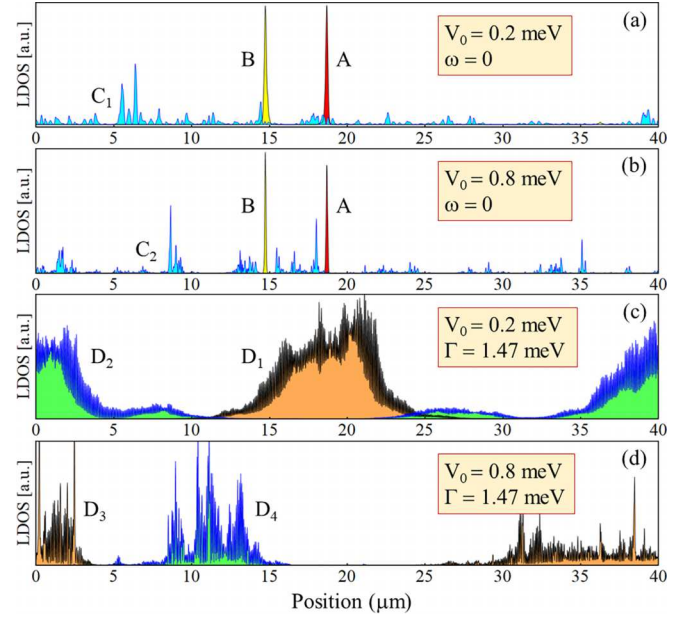 LDOS [a.u.]
(a)
V₀ = 0.2 meV
ω = 0
C₁
B
A
0 5 10 15 20 25 30 35 40
LDOS [a.u.]
(b)
V₀ = 0.8 meV
ω = 0
C₂
B
A
0 5 10 15 20 25 30 35 40
LDOS [a.u.]
(c)
V₀ = 0.2 meV
Γ = 1.47 meV
D₂
D₁
0 5 10 15 20 25 30 35 40
LDOS [a.u.]
(d)
V₀ = 0.8 meV
Γ = 1.47 meV
D₃
D₄
0 5 10 15 20 25 30 35 40
Position (μm)